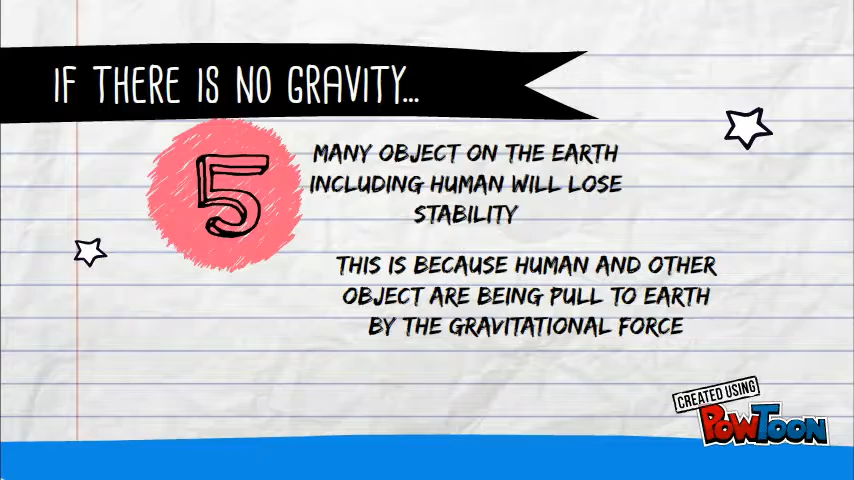 IF THERE IS NO GRAVITY...
5
MANY OBJECT ON THE EARTH
INCLUDING HUMAN WILL LOSE
STABILITY
THIS IS BECAUSE HUMAN AND OTHER
OBJECT ARE BEING PULL TO EARTH
BY THE GRAVITATIONAL FORCE
CREATED USING
POWTOON